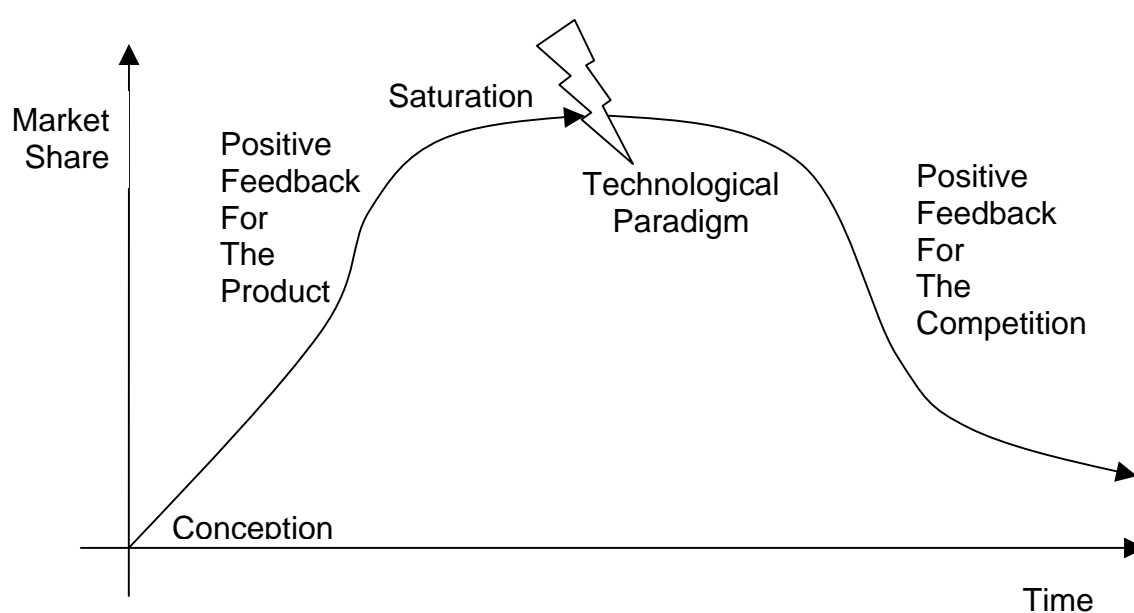 Saturation
Market
Share
Positive
Feedback
For
The
Product
Technological
Paradigm
Positive
Feedback
For
The
Competition
Conception
Time